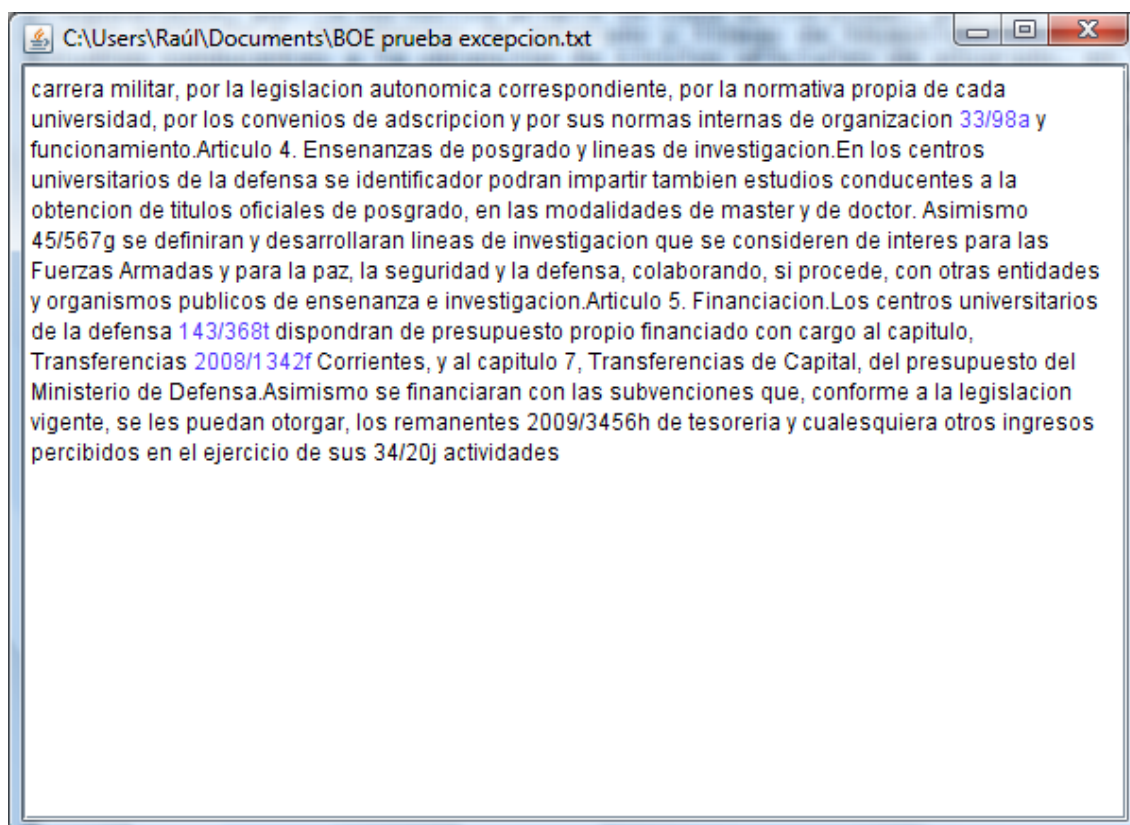 C:\Users\Raúl\Documents\BOE prueba excepcion.txt
carrera militar, por la legislacion autonomica correspondiente, por la normativa propia de cada
universidad, por los convenios de adscripcion y por sus normas internas de organizacion 33/98a y
funcionamiento.Articulo 4. Ensenanzas de posgrado y lineas de investigacion.En los centros
universitarios de la defensa se identificador podran impartir tambien estudios conducentes a la
obtencion de titulos oficiales de posgrado, en las modalidades de master y de doctor. Asimismo
45/567g se definiran y desarrollaran lineas de investigacion que se consideren de interes para las
Fuerzas Armadas y para la paz, la seguridad y la defensa, colaborando, si procede, con otras entidades
y organismos publicos de ensenanza e investigacion.Articulo 5. Financiacion.Los centros universitarios
de la defensa 143/368t dispondran de presupuesto propio financiado con cargo al capitulo,
Transferencias 2008/1342f Corrientes, y al capitulo 7, Transferencias de Capital, del presupuesto del
Ministerio de Defensa.Asimismo se financiaran con las subvenciones que, conforme a la legislacion
vigente, se les puedan otorgar, los remanentes 2009/3456h de tesoreria y cualesquiera otros ingresos
percibidos en el ejercicio de sus 34/20j actividades